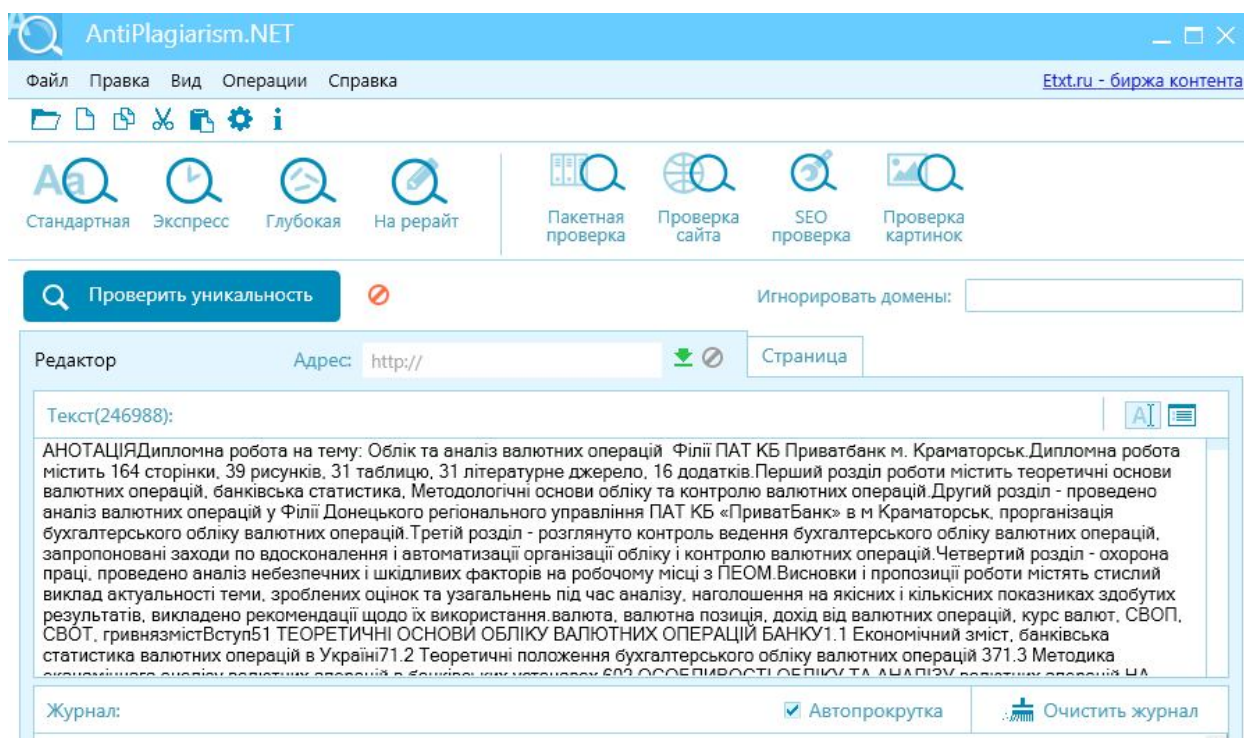 AntiPlagiarism.NET
Файл Правка Вид Операции Справка Etxt.ru - биржа контента
Стандартная Экспресс Глубокая На рерайт Пакетная проверка Проверка сайта SEO проверка Проверка картинок
Проверить уникальность Игнорировать домены:
Редактор Адрес: http:// Страница
Текст(246988):
АНОТАЦІЯДипломна робота на тему: Облік та аналіз валютних операцій Філії ПАТ КБ Приватбанк м. Краматорськ.Дипломна робота
містить 164 сторінки, 39 рисунків, 31 таблицю, 31 літературне джерело, 16 додатків.Перший розділ роботи містить теоретичні основи
валютних операцій, банківська статистика, Методологічні основи обліку та контролю валютних операцій.Другий розділ - проведено
аналіз валютних операцій у Філії Донецького регіонального управління ПАТ КБ «ПриватБанк» в м Краматорськ, прорганізація
бухгалтерського обліку валютних операцій.Третій розділ - розглянуто контроль ведення бухгалтерського обліку валютних операцій,
запропоновані заходи по вдосконалення і автоматизації організації обліку і контролю валютних операцій.Четвертий розділ - охорона
праці, проведено аналіз небезпечних і шкідливих факторів на робочому місці з ПЕОМ.Висновки і пропозиції роботи містять стислий
виклад актуальності теми, зроблених оцінок та узагальнень під час аналізу, наголошення на якісних і кількісних показниках здобутих
результатів, викладено рекомендації щодо їх використання.валюта, валютна позиція, дохід від валютних операцій, курс валют, СВОП,
СВОТ, гривнязмістВступ51 ТЕОРЕТИЧНІ ОСНОВИ ОБЛІКУ ВАЛЮТНИХ ОПЕРАЦІЙ БАНКУ1.1 Економічний зміст, банківська
статистика валютних операцій в Україні71.2 Теоретичні положення бухгалтерського обліку валютних операцій 371.3 Методика
Журнал: Автопрокрутка Очистить журнал